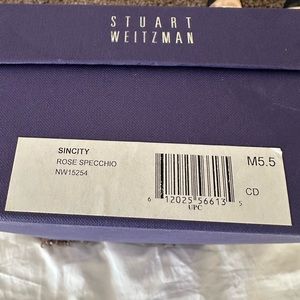 STUART
WEITZMAN
SINCITY
ROSE SPECCHIO
NW15254
M5.5
CD
6 12025 56613 5
UPC